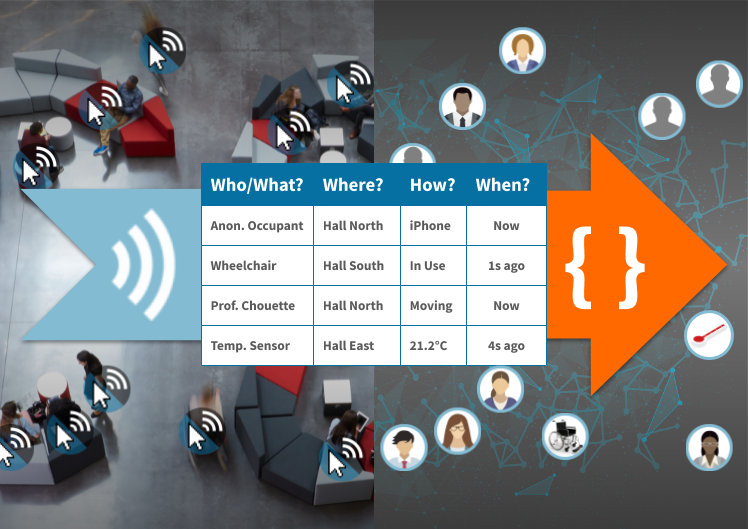 Who/What? Where? How? When?
Anon. Occupant Hall North iPhone Now
Wheelchair Hall South In Use 1s ago
Prof. Chouette Hall North Moving Now
Temp. Sensor Hall East 21.2°C 4s ago
{ }